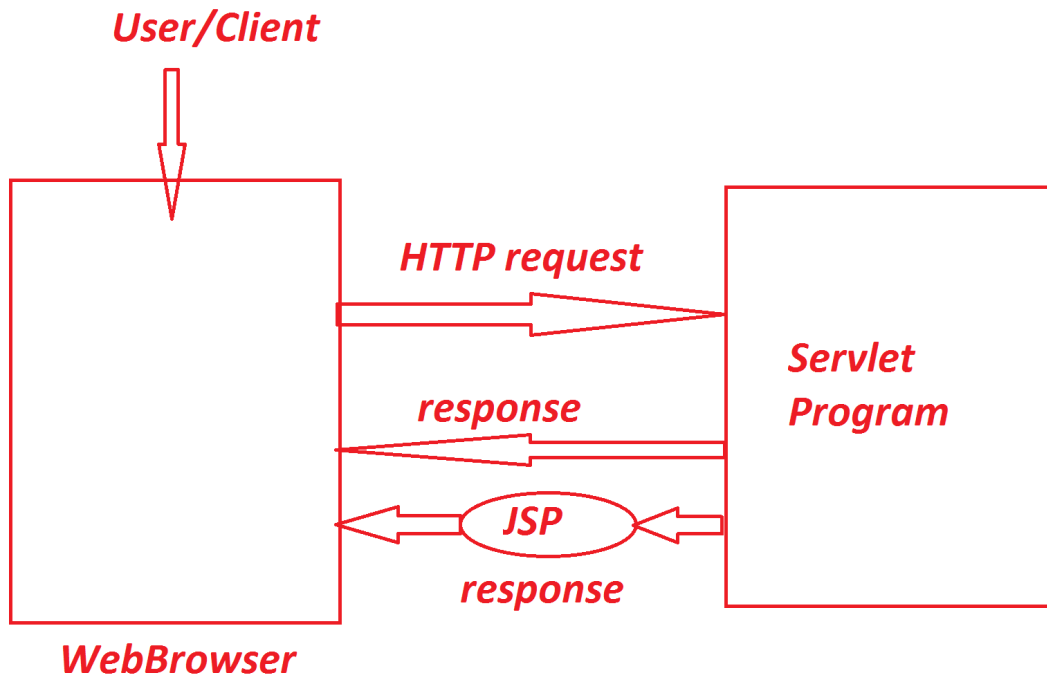 User/Client
HTTP request
Servlet
Program
response
JSP
response
WebBrowser